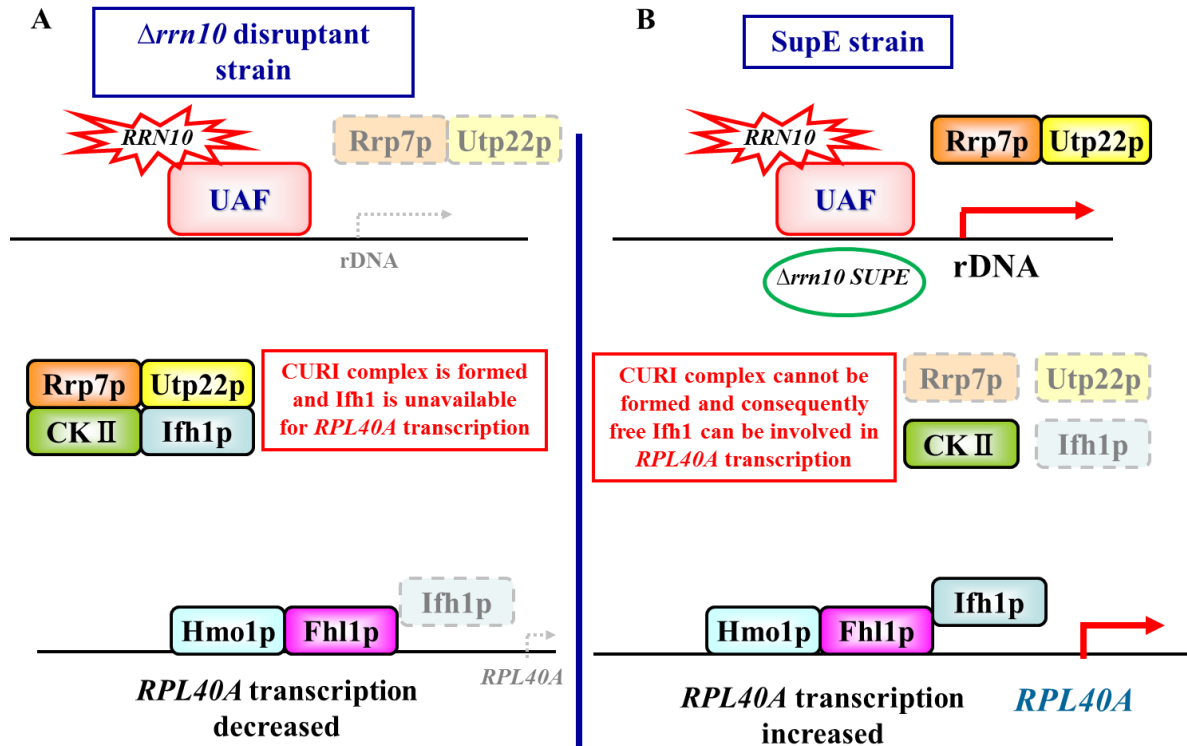 A
Δrrn10 disruptant
strain
RRN10
Rrp7p
Utp22p
UAF
rDNA
Rrp7p
Utp22p
CK Ⅱ
Ifh1p
CURI complex is formed
and Ifh1 is unavailable
for RPL40A transcription
Ifh1p
Hmo1p
Fhl1p
RPL40A
RPL40A transcription
decreased
B
SupE strain
RRN10
Rrp7p
Utp22p
UAF
rDNA
Δrrn10 SUPE
CURI complex cannot be
formed and consequently
free Ifh1 can be involved in
RPL40A transcription
Rrp7p
Utp22p
CK Ⅱ
Ifh1p
Ifh1p
Hmo1p
Fhl1p
RPL40A transcription
increased
RPL40A